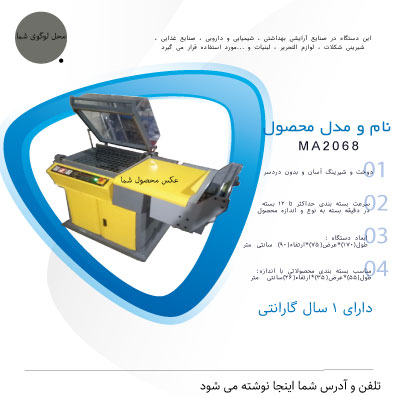 محل لوگوی شما
این دستگاه در صنایع آرایشی بهداشتی ، شیمیایی و دارویی ، صنایع غذایی ،
شیرینی شکلات ، لوازم التحریر ، لبنیات و ...مورد استفاده قرار می گیرد
نام و مدل محصول
MA2068
عکس محصول شما
01
دوخت و شیرینگ آسان و بدون دردسر
02
سرعت بسته بندی حداکثر تا ۱۲ بسته
در دقیقه بسته به نوع و اندازه محصول
03
ابعاد دستگاه :
طول(۱۷۰)*عرض(۷۵)*ارتفاع(۹۰) سانتی متر
04
مناسب بسته بندی محصولاتی با اندازه:
طول(۵۵)*عرض(۳۵)*ارتفاع(۲۶)سانتی متر
دارای ۱ سال گارانتی
تلفن و آدرس شما اینجا نوشته می شود